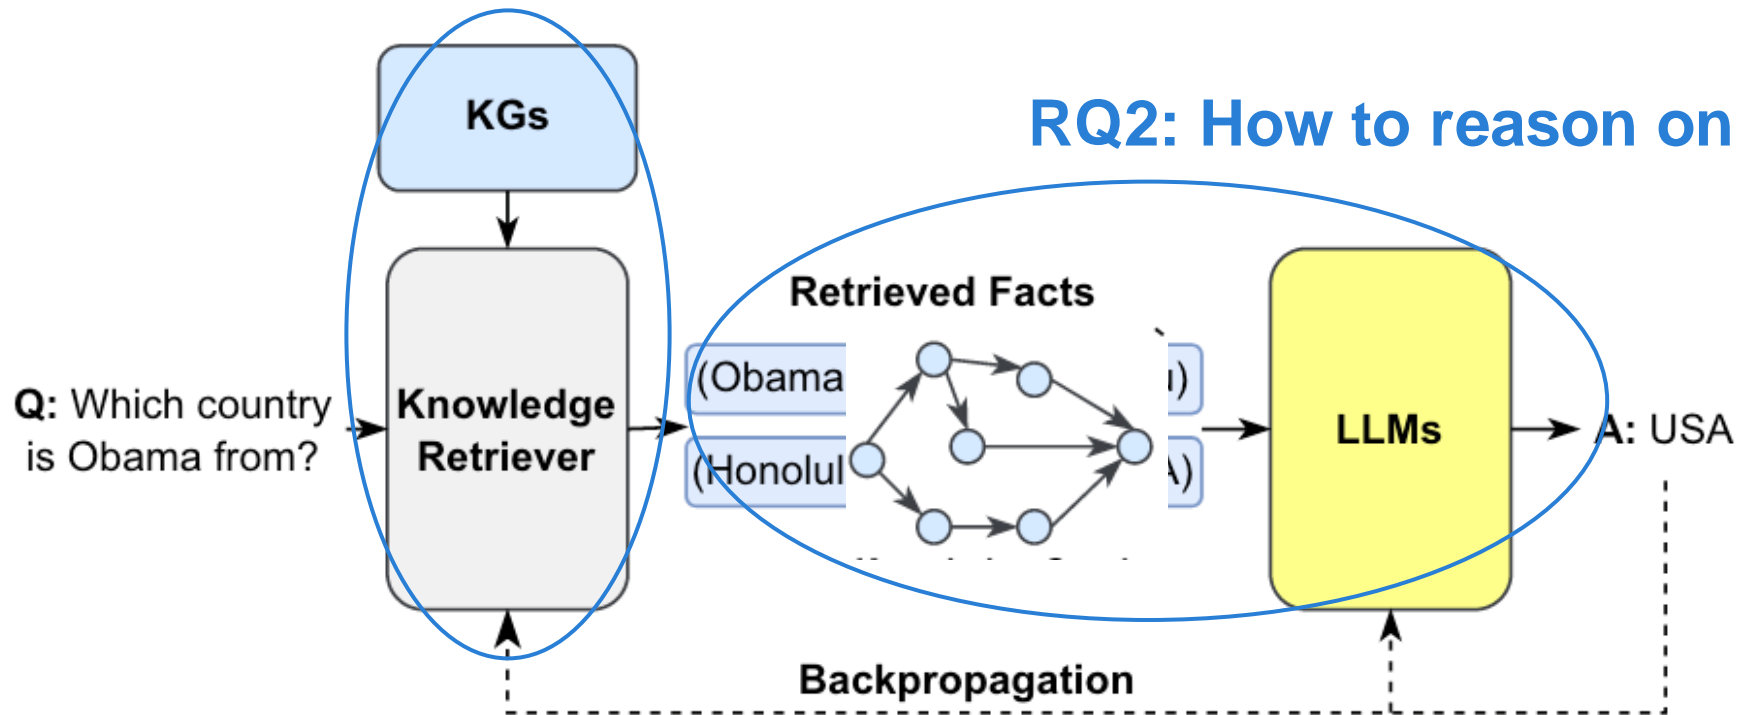 KGs
RQ2: How to reason on
Retrieved Facts
(Obama
u)
Q: Which country
is Obama from?
Knowledge
Retriever
(Honolul
A)
LLMs
A: USA
Backpropagation